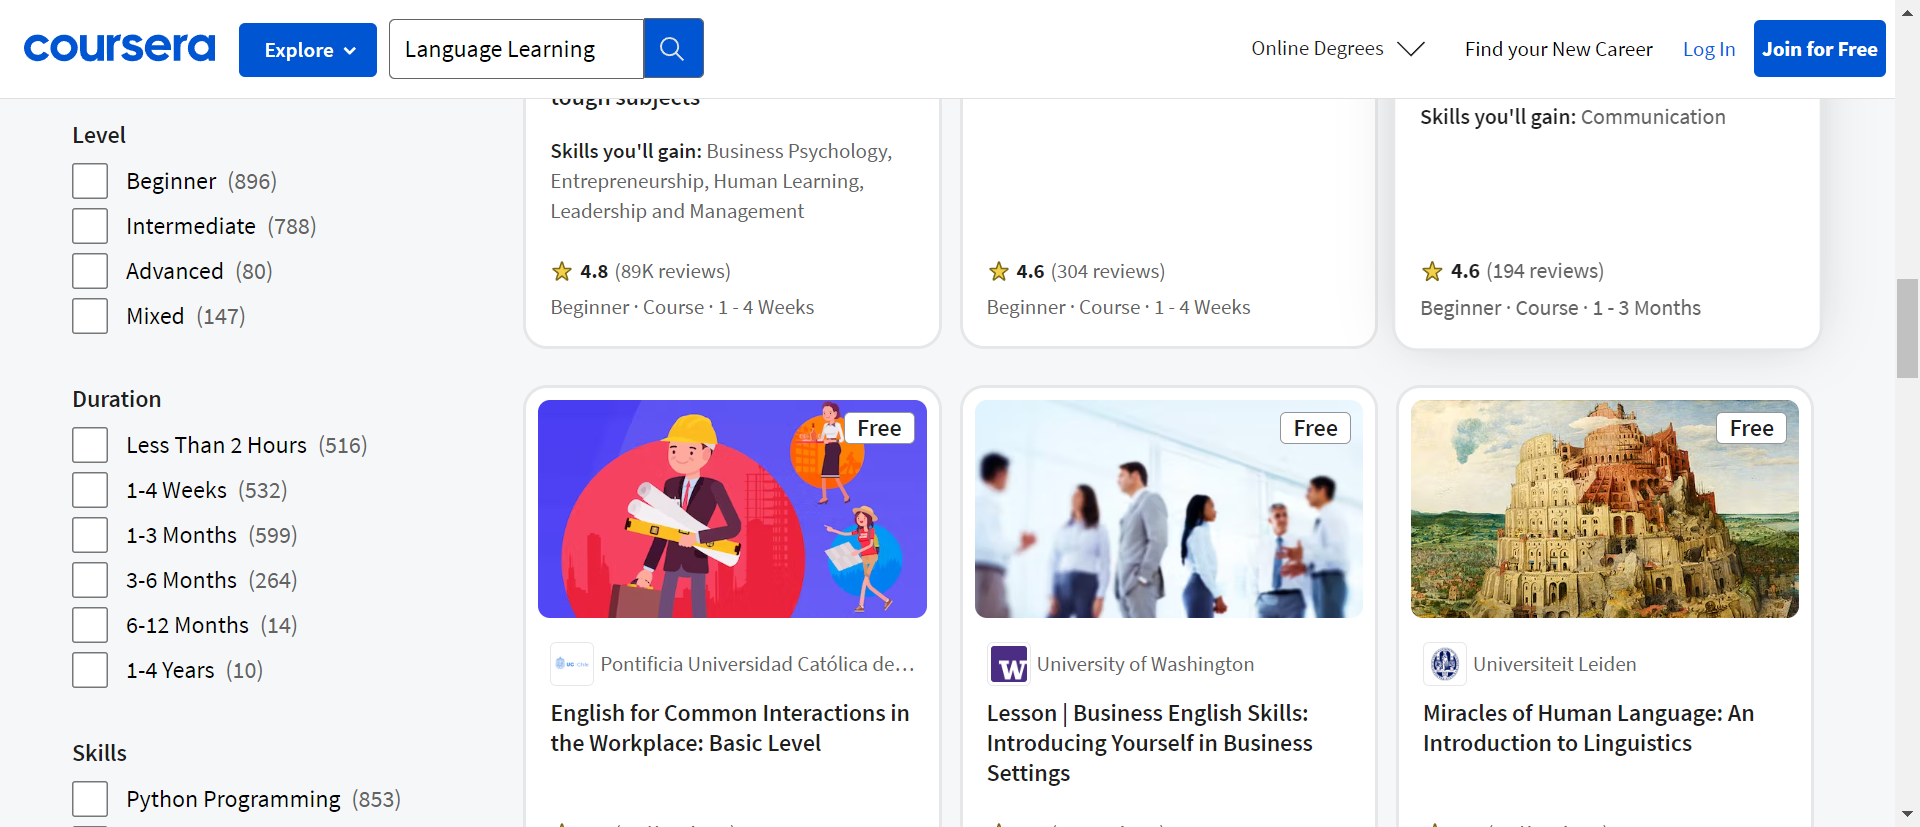 coursera
Explore
Language Learning
Online Degrees
Find your New Career
Log In
Join for Free
Level
Beginner (896)
Intermediate (788)
Advanced (80)
Mixed (147)
Duration
Less Than 2 Hours (516)
1-4 Weeks (532)
1-3 Months (599)
3-6 Months (264)
6-12 Months (14)
1-4 Years (10)
Skills
Python Programming (853)
tough subjects
Skills you'll gain: Business Psychology,
Entrepreneurship, Human Learning,
Leadership and Management
4.8 (89K reviews)
Beginner · Course · 1 - 4 Weeks
4.6 (304 reviews)
Beginner · Course · 1 - 4 Weeks
Skills you'll gain: Communication
4.6 (194 reviews)
Beginner · Course · 1 - 3 Months
Free
Pontificia Universidad Católica de...
English for Common Interactions in
the Workplace: Basic Level
Free
W
University of Washington
Lesson | Business English Skills:
Introducing Yourself in Business
Settings
Free
Universiteit Leiden
Miracles of Human Language: An
Introduction to Linguistics